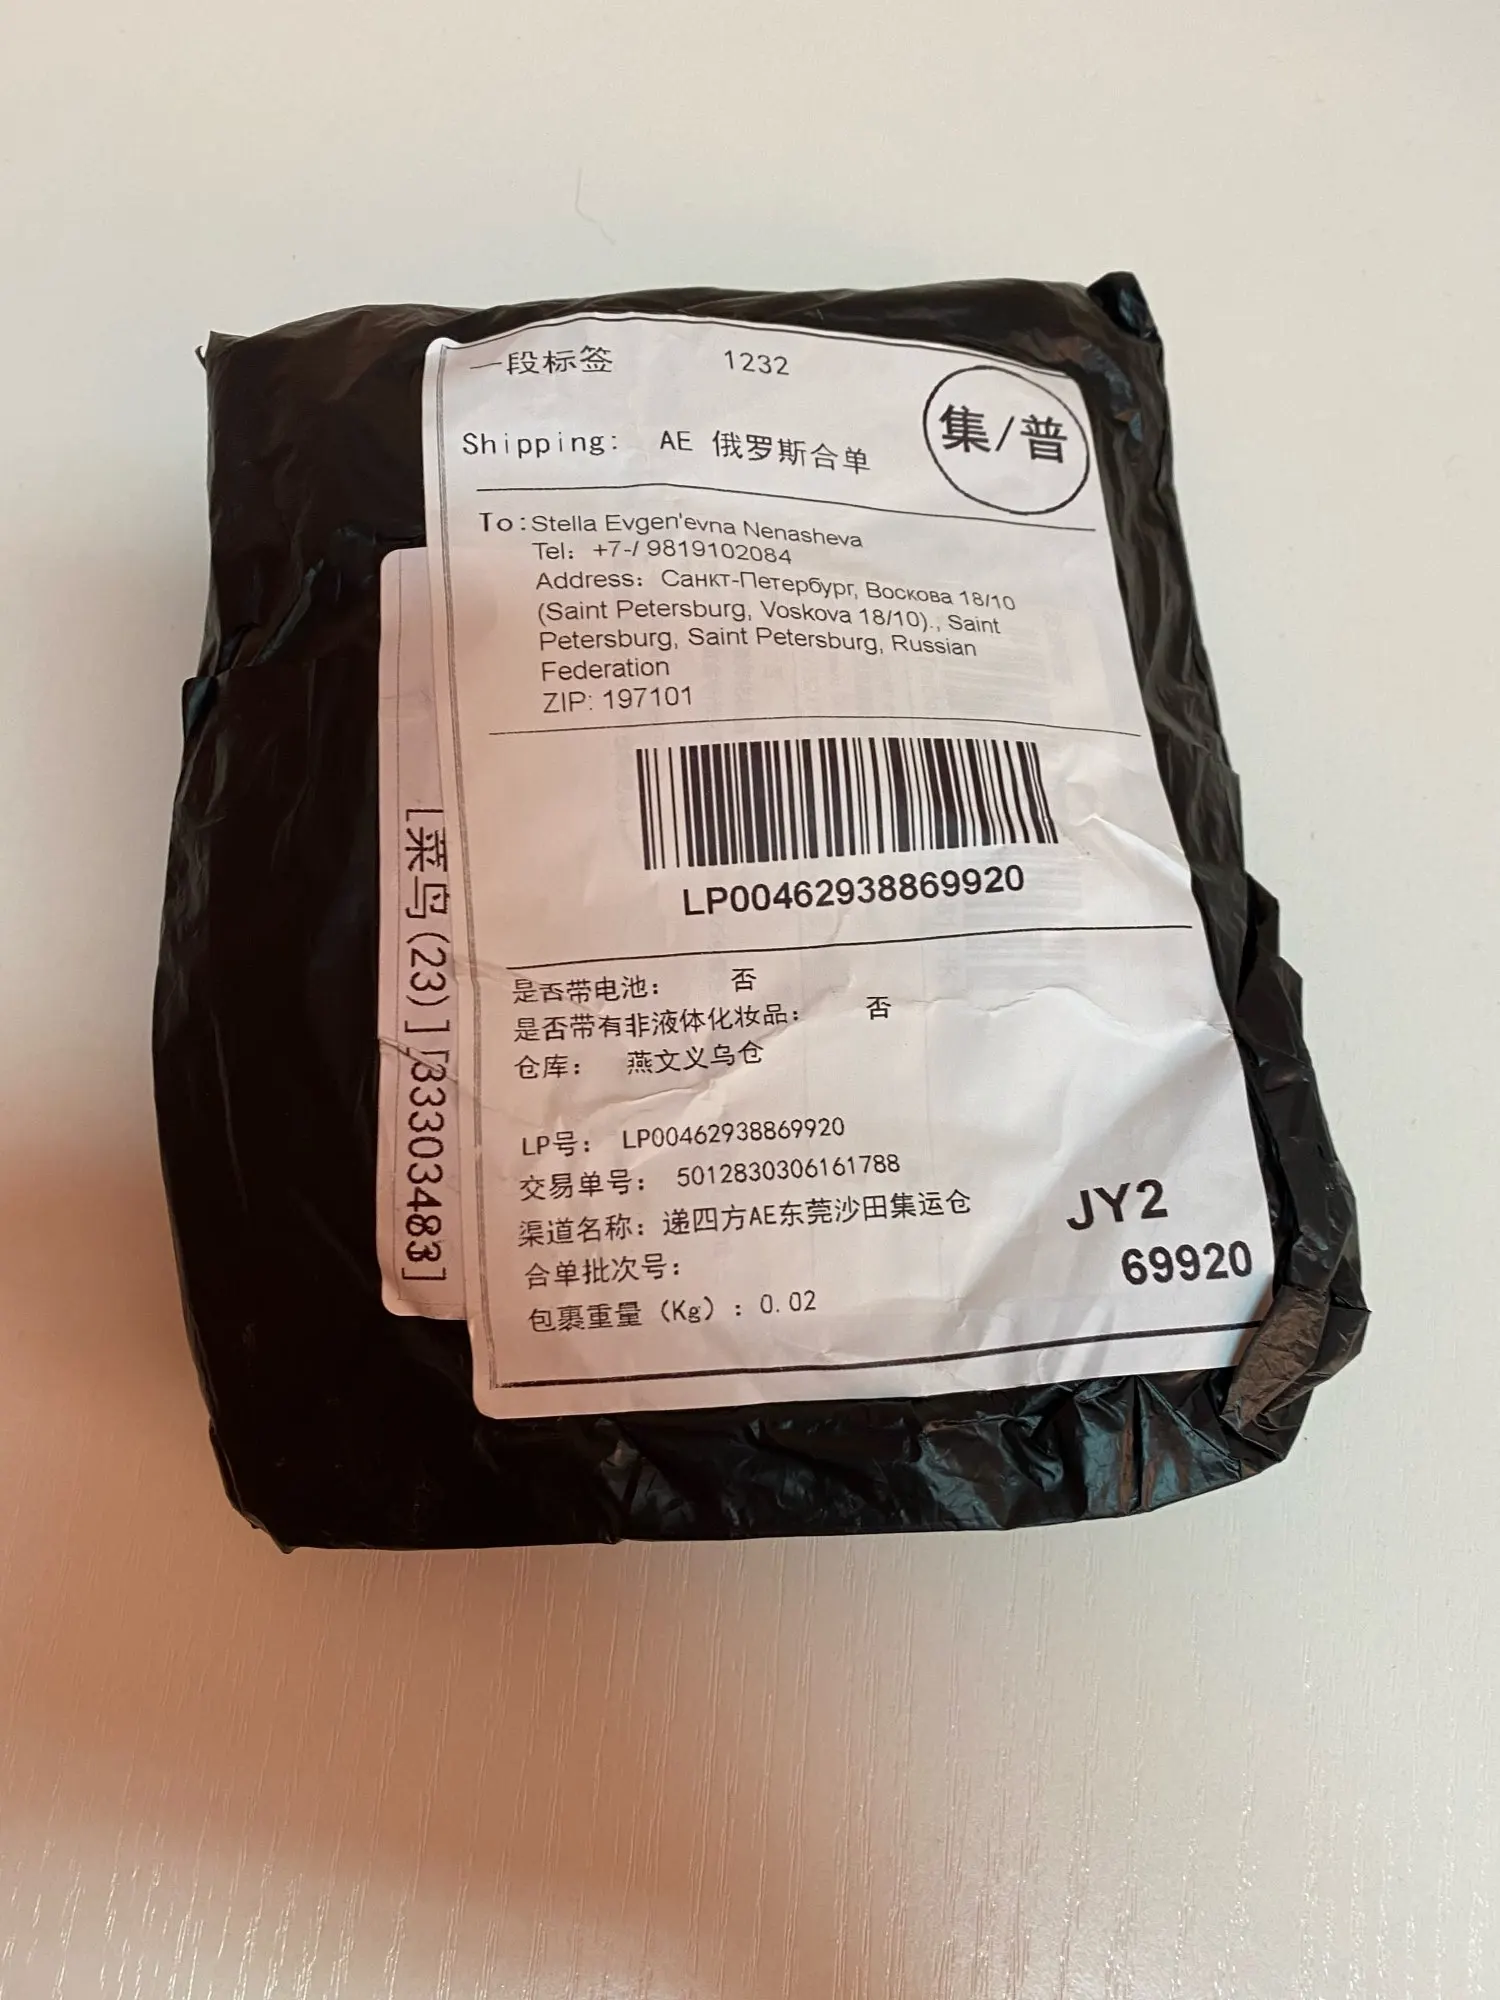 一段标签 1232
集/普
Shipping: AE 俄罗斯合单
To: Stella Evgen'evna Nenasheva
Tel: +7-/ 9819102084
Address: Санкт-Петербург, Воскова 18/10
(Saint Petersburg, Voskova 18/10)., Saint
Petersburg, Saint Petersburg, Russian
Federation
ZIP: 197101
LP00462938869920
是否带电池: 否
是否带有非液体化妆品: 否
仓库: 燕文义乌仓
LP号: LP00462938869920
交易单号: 5012830306161788
渠道名称: 递四方AE东莞沙田集运仓
合单批次号:
包裹重量 (Kg) : 0.02
JY2
69920
[菜鸟(23)][33303483]